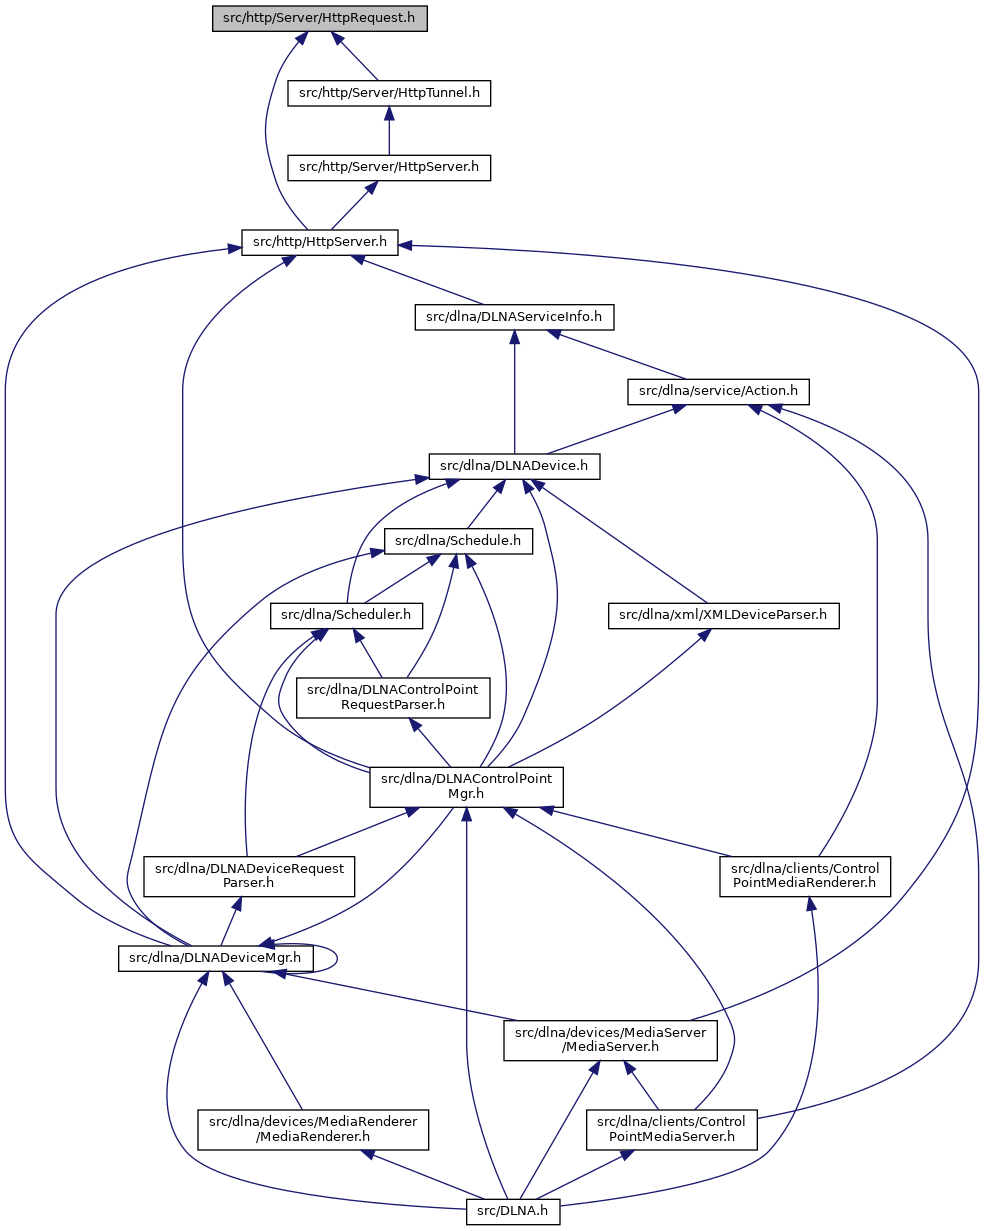 src/http/Server/HttpRequest.h
src/http/Server/HttpTunnel.h
src/http/Server/HttpServer.h
src/http/HttpServer.h
src/dlna/DLNAServiceInfo.h
src/dlna/service/Action.h
src/dlna/DLNADevice.h
src/dlna/Schedule.h
src/dlna/Scheduler.h
src/dlna/xml/XMLDeviceParser.h
src/dlna/DLNAControlPoint
RequestParser.h
src/dlna/DLNAControlPoint
Mgr.h
src/dlna/DLNADeviceRequest
Parser.h
src/dlna/clients/Control
PointMediaRenderer.h
src/dlna/DLNADeviceMgr.h
src/dlna/devices/MediaServer
/MediaServer.h
src/dlna/devices/MediaRenderer
/MediaRenderer.h
src/dlna/clients/Control
PointMediaServer.h
src/DLNA.h